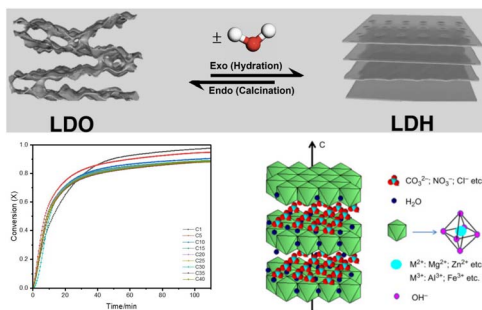 ±
Exo (Hydration)
Endo (Calcination)
LDO
LDH
Conversion (X)
1.0
0.8
0.6
0.4
0.2
0.0
C1
C5
C10
C15
C20
C25
C30
C35
C40
0
20
40
60
80
100
Time/min
C
CO₃²⁻; NO₃⁻; Cl⁻ etc
H₂O
M²⁺: Mg²⁺; Zn²⁺ etc
M³⁺: Al³⁺; Fe³⁺ etc.
OH⁻